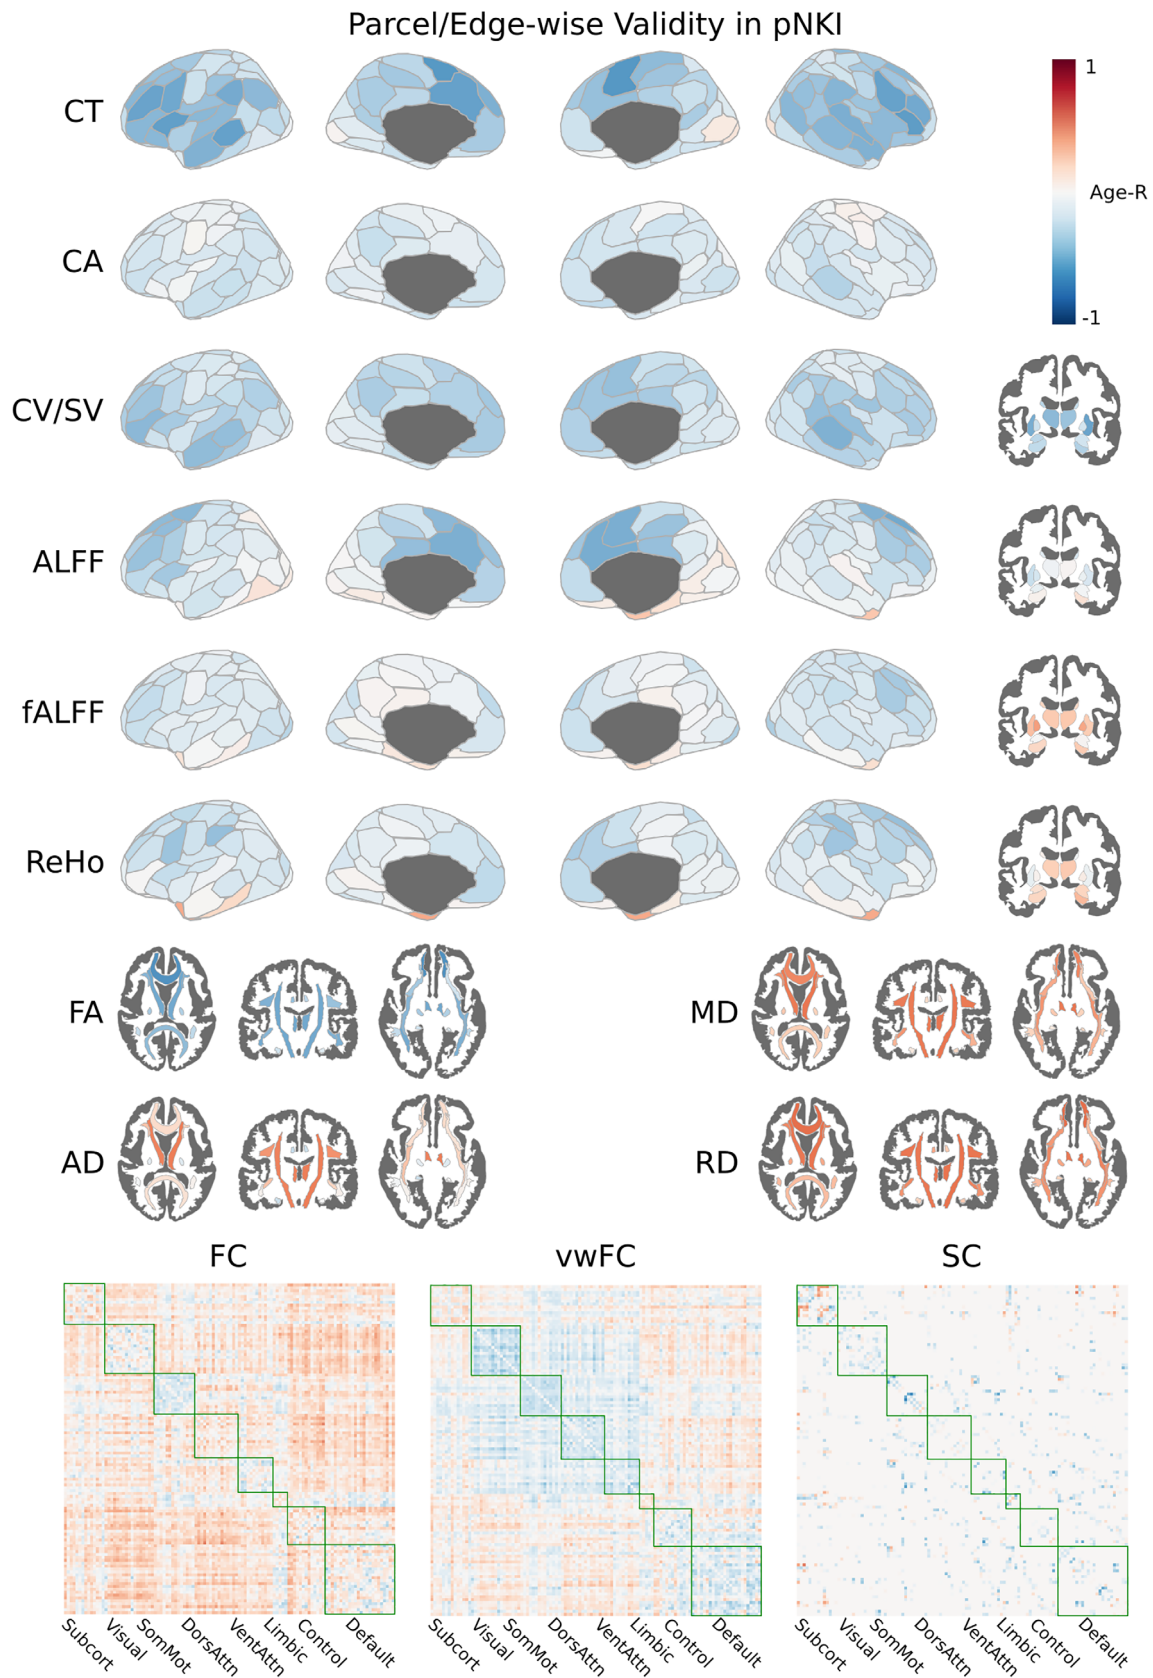 Parcel/Edge-wise Validity in pNKI
CT
1
Age-R
-1
CA
CV/SV
ALFF
fALFF
ReHo
FA
MD
AD
RD
FC
vwFC
SC
Subcort
Visual
SomMot
DorsAttn
VentAttn
Limbic
Control
Default
Subcort
Visual
SomMot
DorsAttn
VentAttn
Limbic
Control
Default
Subcort
Visual
SomMot
DorsAttn
VentAttn
Limbic
Control
Default